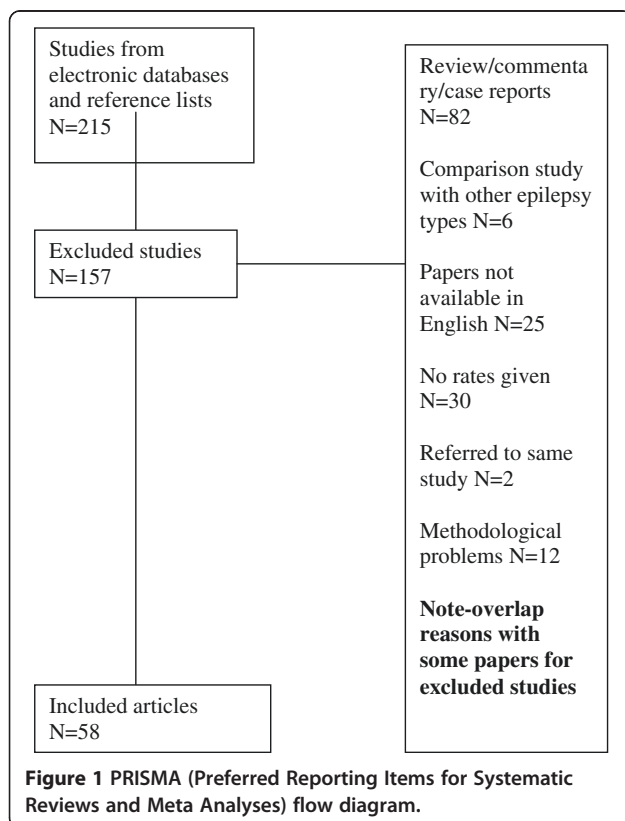 Studies from
electronic databases
and reference lists
N=215
Excluded studies
N=157
Included articles
N=58
Review/commenta
ry/case reports
N=82
Comparison study
with other epilepsy
types N=6
Papers not
available in
English N=25
No rates given
N=30
Referred to same
study N=2
Methodological
problems N=12
Note-overlap
reasons with
some papers for
excluded studies
Figure 1 PRISMA (Preferred Reporting Items for Systematic
Reviews and Meta Analyses) flow diagram.